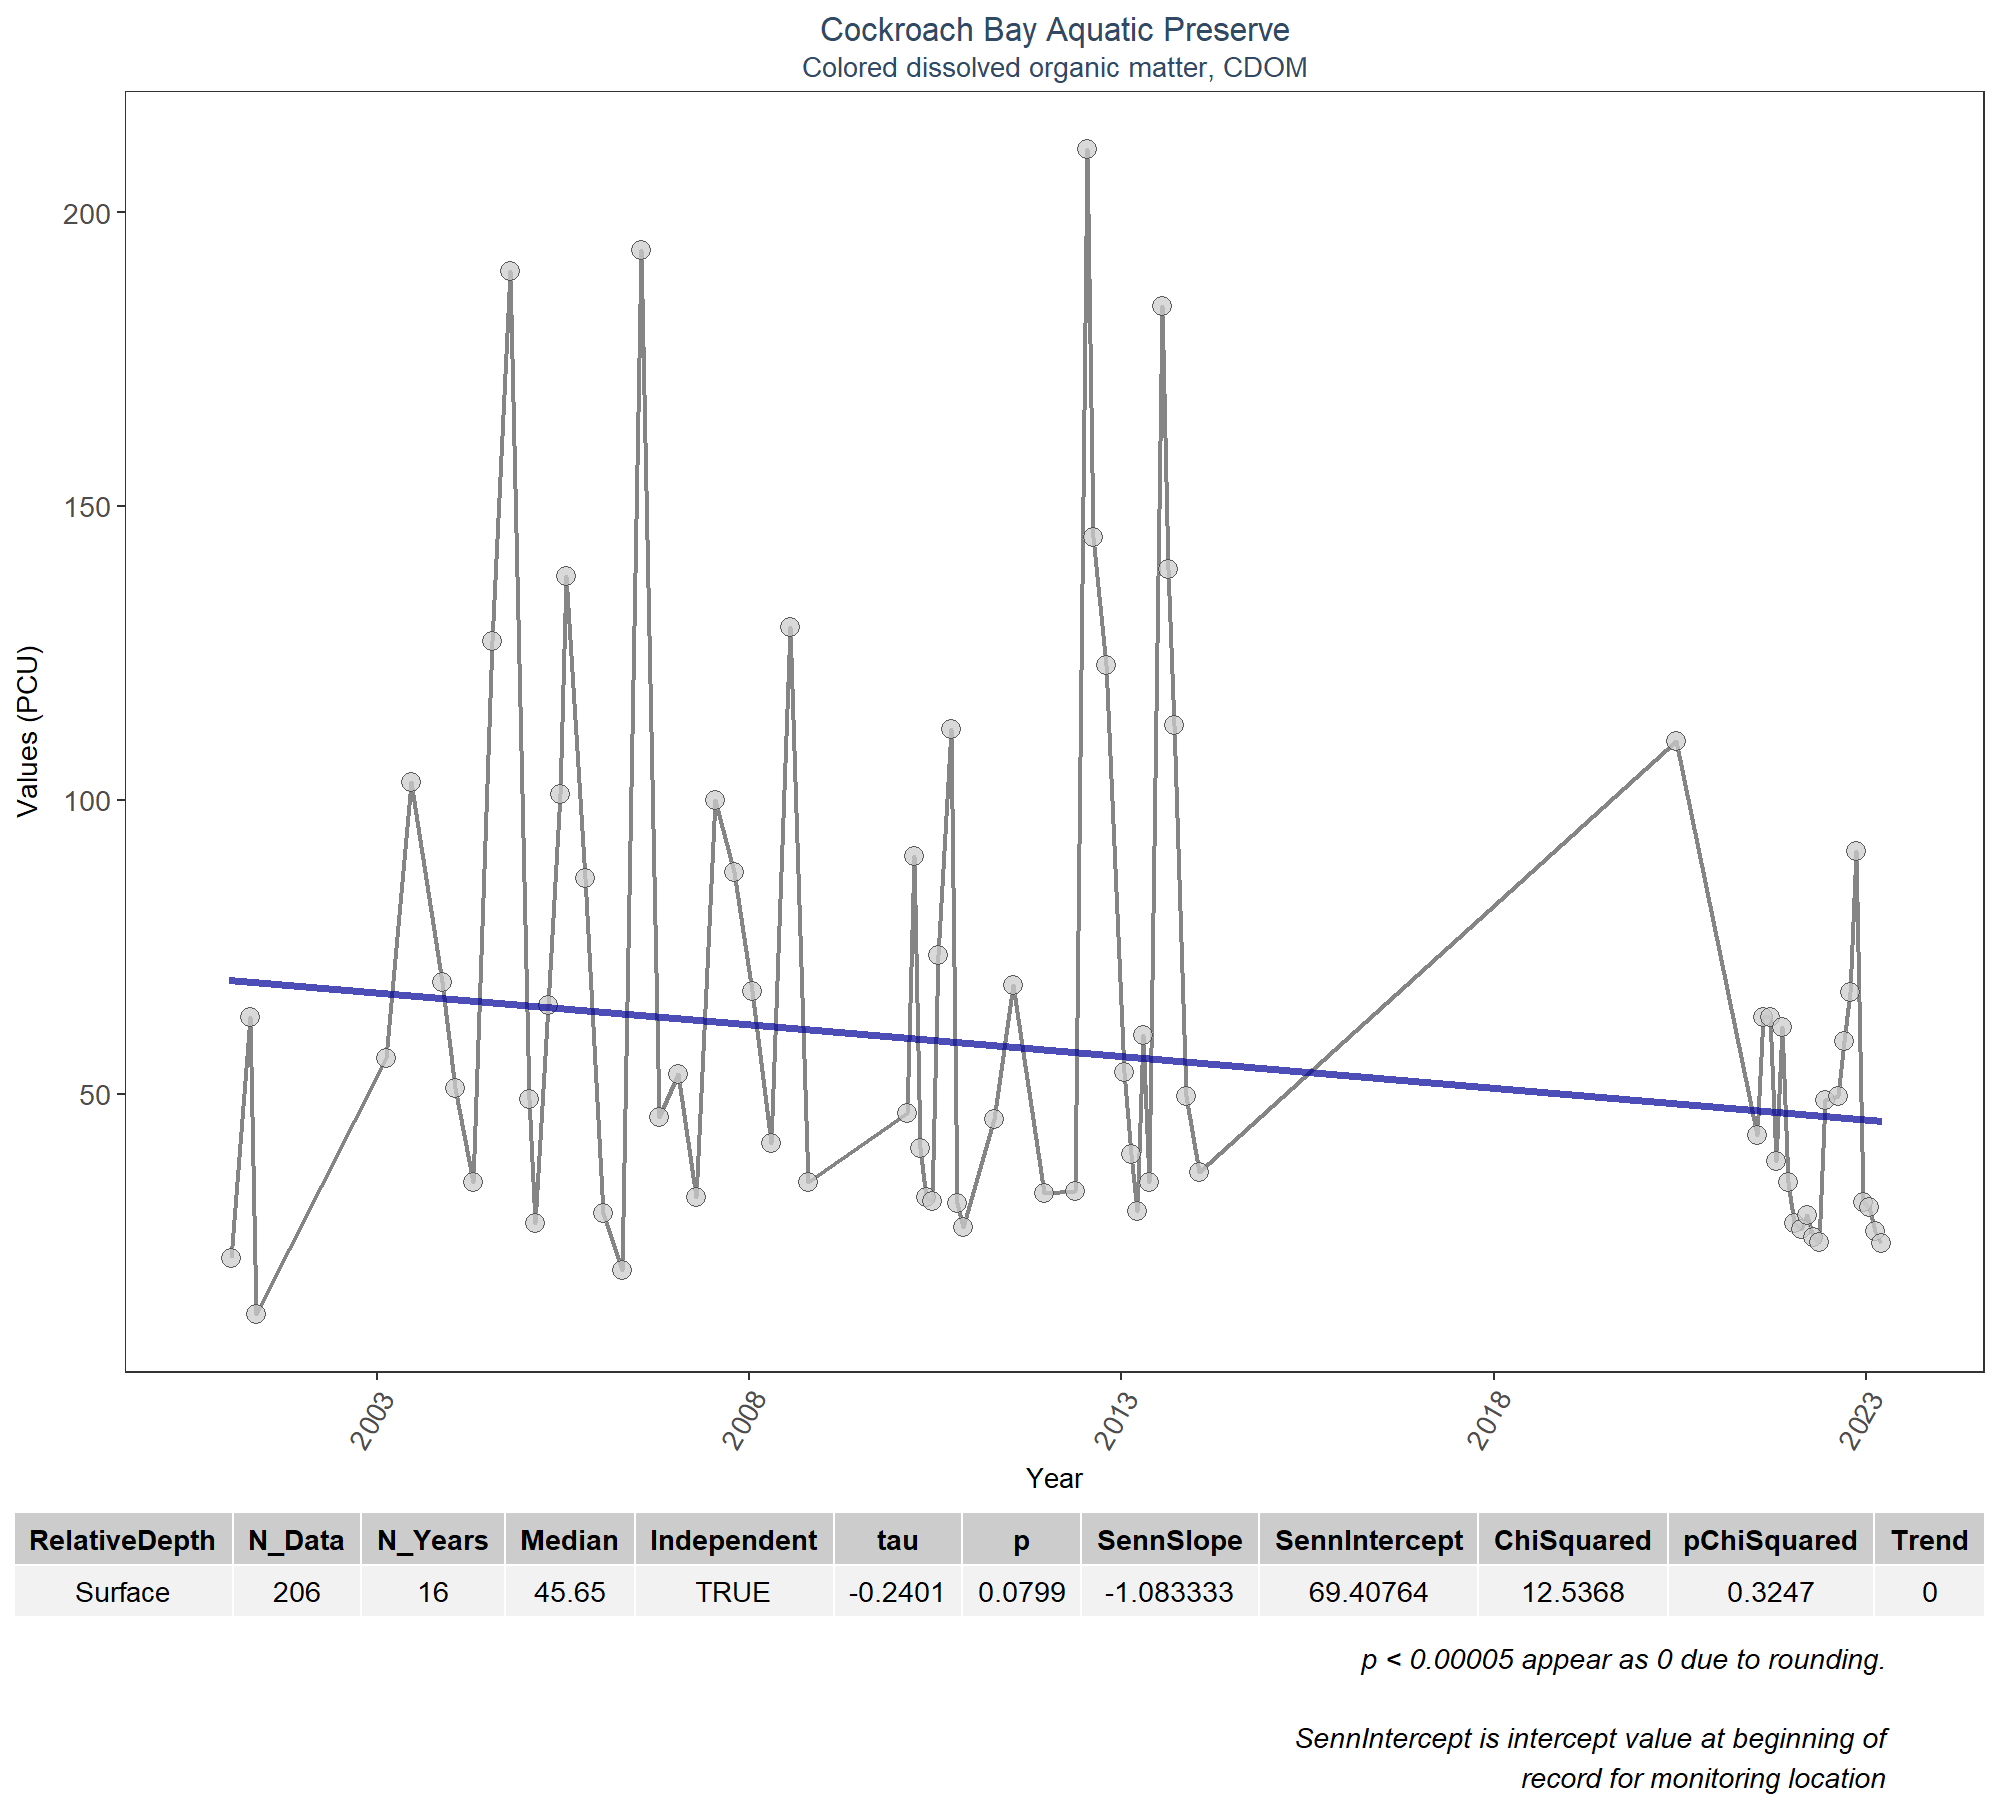 Cockroach Bay Aquatic Preserve
Colored dissolved organic matter, CDOM
200
150
100
50
Values (PCU)
2003
2008
2013
2018
2023
Year
RelativeDepth N_Data N_Years Median Independent tau p SennSlope SennIntercept ChiSquared pChiSquared Trend
Surface 206 16 45.65 TRUE -0.2401 0.0799 -1.083333 69.40764 12.5368 0.3247 0
p < 0.00005 appear as 0 due to rounding.
SennIntercept is intercept value at beginning of
record for monitoring location